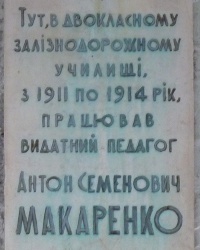 Тут, в двокласному
залізнодорожному
училищі,
з 1911 по 1914 рік,
працював
видатний педагог
Антон Семенович
Макаренко